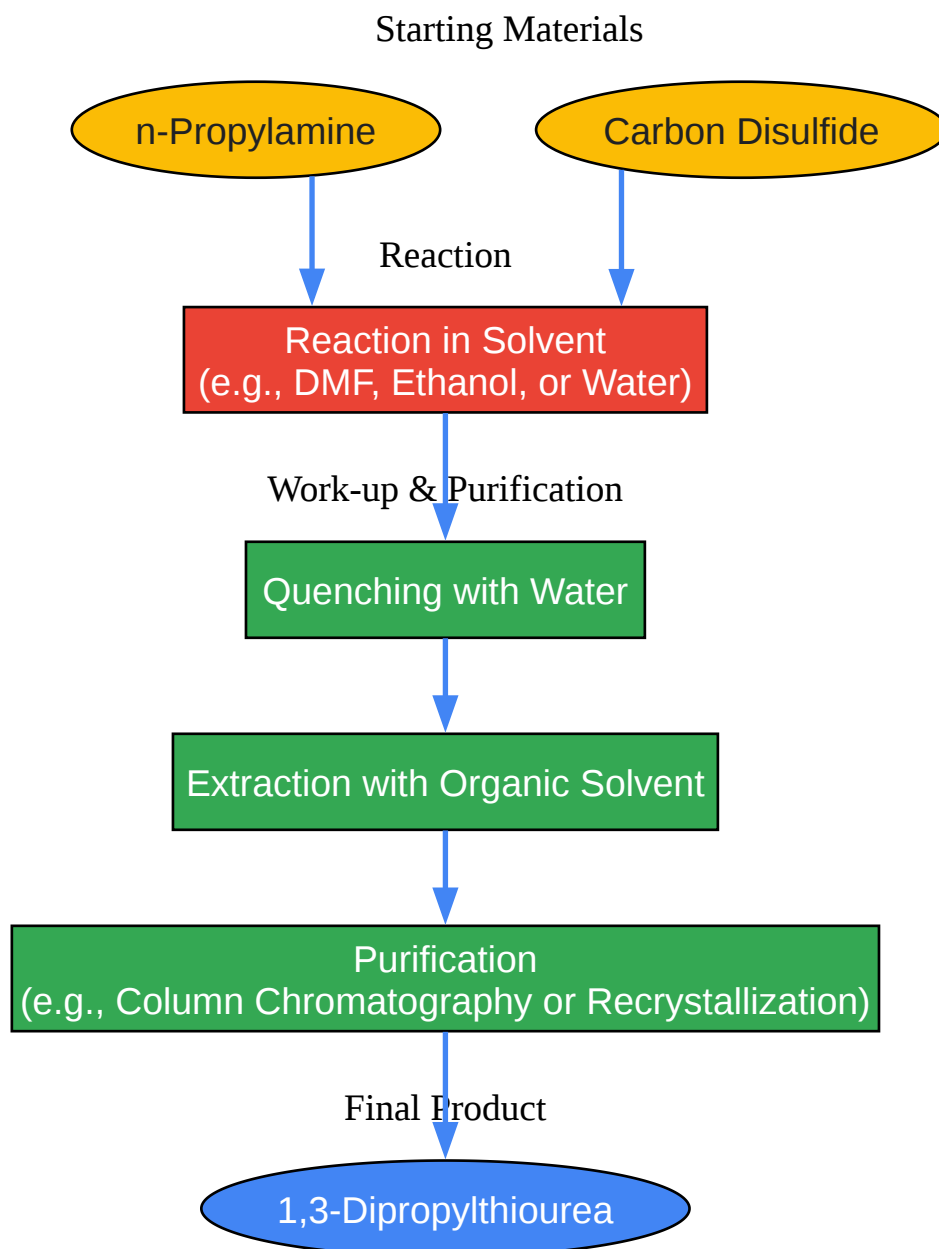 Starting Materials
n-Propylamine
Carbon Disulfide
Reaction
Reaction in Solvent
(e.g., DMF, Ethanol, or Water)
Work-up & Purification
Quenching with Water
Extraction with Organic Solvent
Purification
(e.g., Column Chromatography or Recrystallization)
Final Product
1,3-Dipropylthiourea